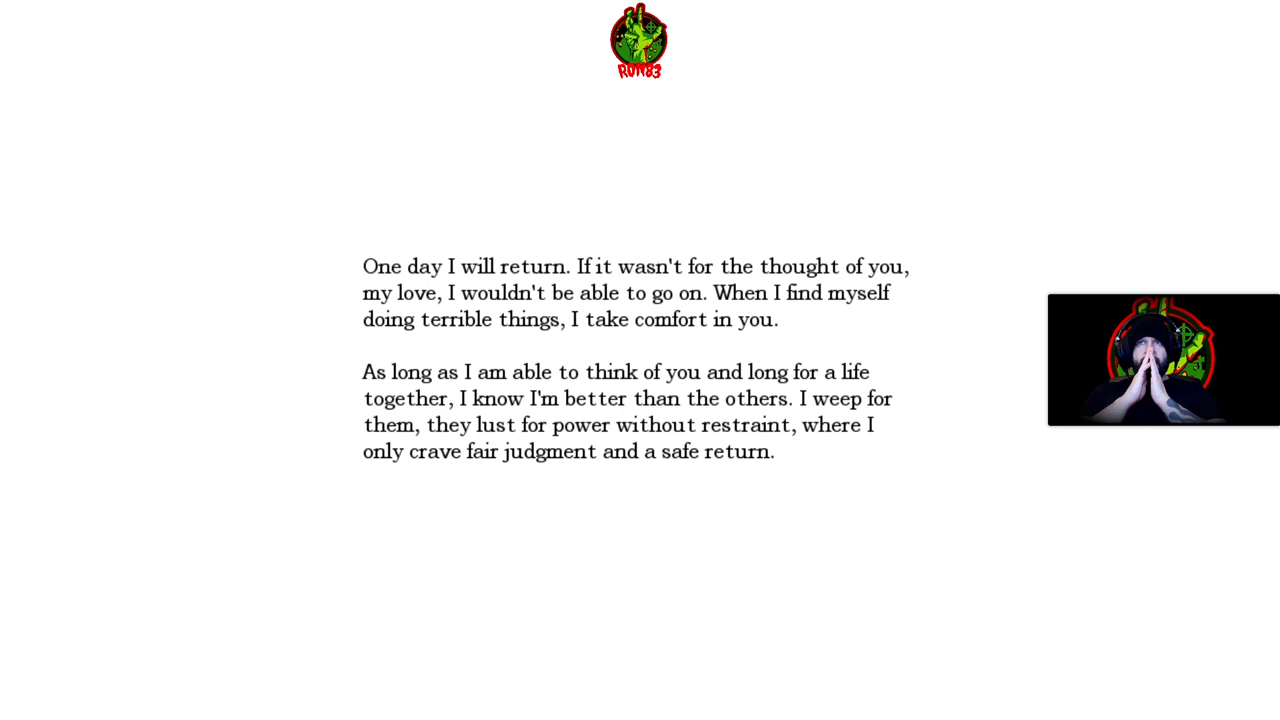 RON83
One day I will return. If it wasn't for the thought of you,
my love, I wouldn't be able to go on. When I find myself
doing terrible things, I take comfort in you.
As long as I am able to think of you and long for a life
together, I know I'm better than the others. I weep for
them, they lust for power without restraint, where I
only crave fair judgment and a safe return.